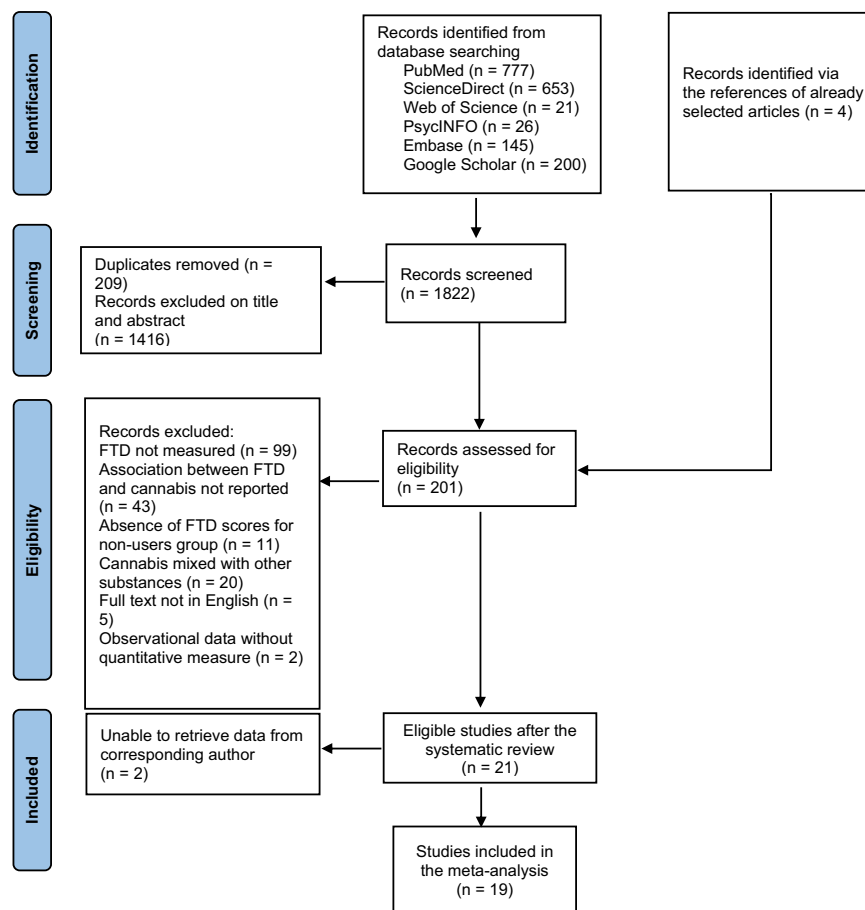 Identification
Records identified from
database searching
PubMed (n = 777)
ScienceDirect (n = 653)
Web of Science (n = 21)
PsycINFO (n = 26)
Embase (n = 145)
Google Scholar (n = 200)
Records identified via
the references of already
selected articles (n = 4)
Screening
Duplicates removed (n =
209)
Records excluded on title
and abstract
(n = 1416)
Records screened
(n = 1822)
Eligibility
Records excluded:
FTD not measured (n = 99)
Association between FTD
and cannabis not reported
(n = 43)
Absence of FTD scores for
non-users group (n = 11)
Cannabis mixed with other
substances (n = 20)
Full text not in English (n =
5)
Observational data without
quantitative measure (n = 2)
Records assessed for
eligibility
(n = 201)
Included
Unable to retrieve data from
corresponding author
(n = 2)
Eligible studies after the
systematic review
(n = 21)
Studies included in
the meta-analysis
(n = 19)